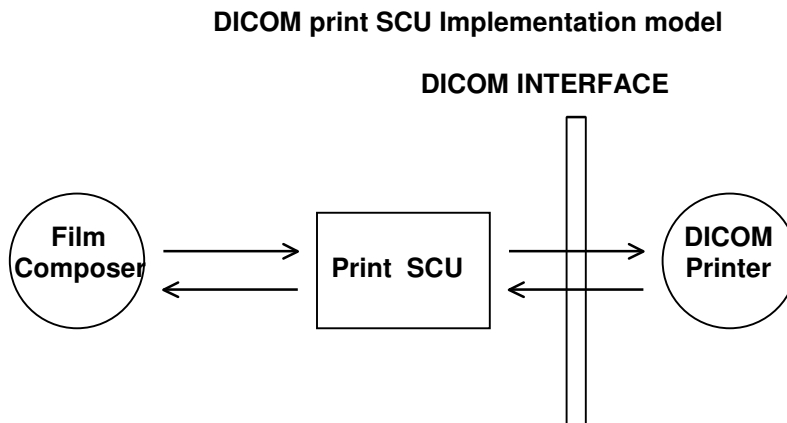 DICOM print SCU Implementation model
DICOM INTERFACE
Film
Composer
Print SCU
DICOM
Printer